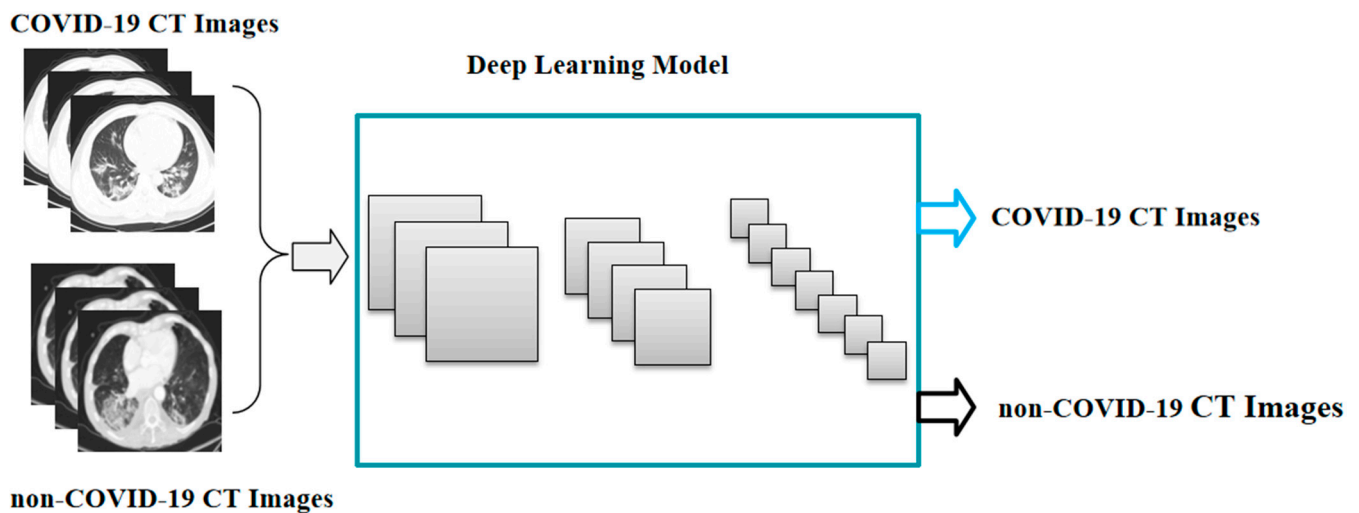 COVID-19 CT Images
Deep Learning Model
COVID-19 CT Images
non-COVID-19 CT Images
non-COVID-19 CT Images